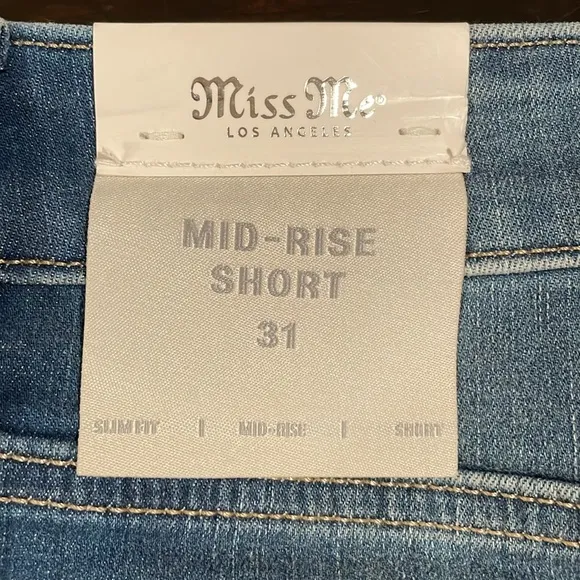 Miss Me®
LOS ANGELES
MID-RISE
SHORT
31
SLIM FIT | MID-RISE | SHORT